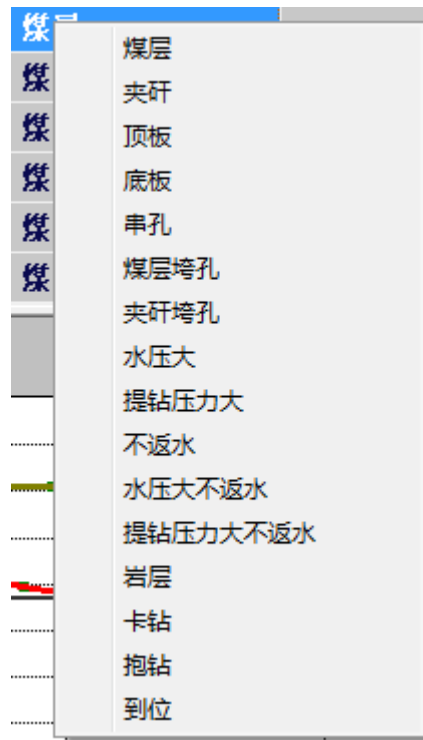 煤层
煤
煤
煤
煤
煤
煤层
夹矸
顶板
底板
串孔
煤层垮孔
夹矸垮孔
水压大
提钻压力大
不返水
水压大不返水
提钻压力大不返水
岩层
卡钻
抱钻
到位